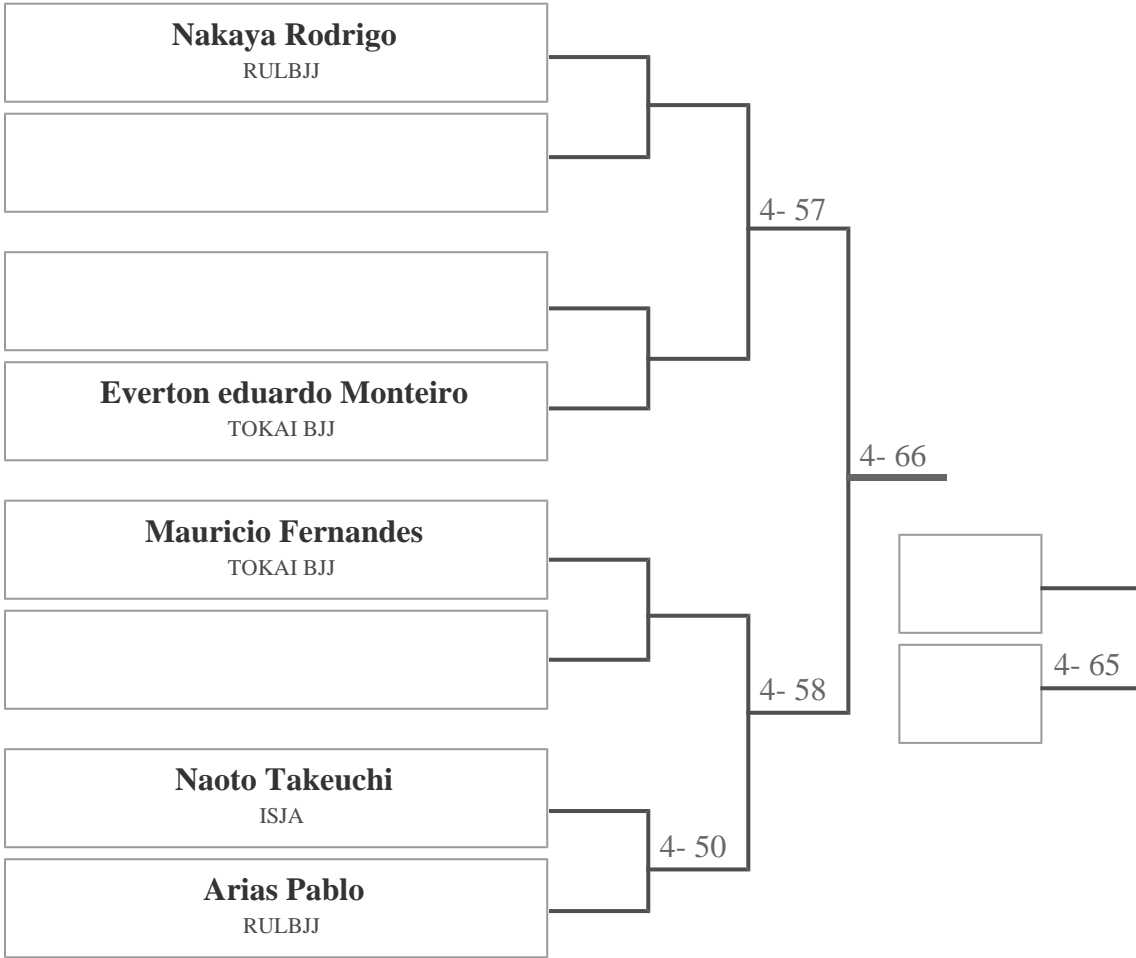 Nakaya Rodrigo
RULBJJ
4- 57
Everton eduardo Monteiro
TOKAI BJJ
4- 66
Mauricio Fernandes
TOKAI BJJ
4- 65
4- 58
Naoto Takeuchi
ISJA
4- 50
Arias Pablo
RULBJJ